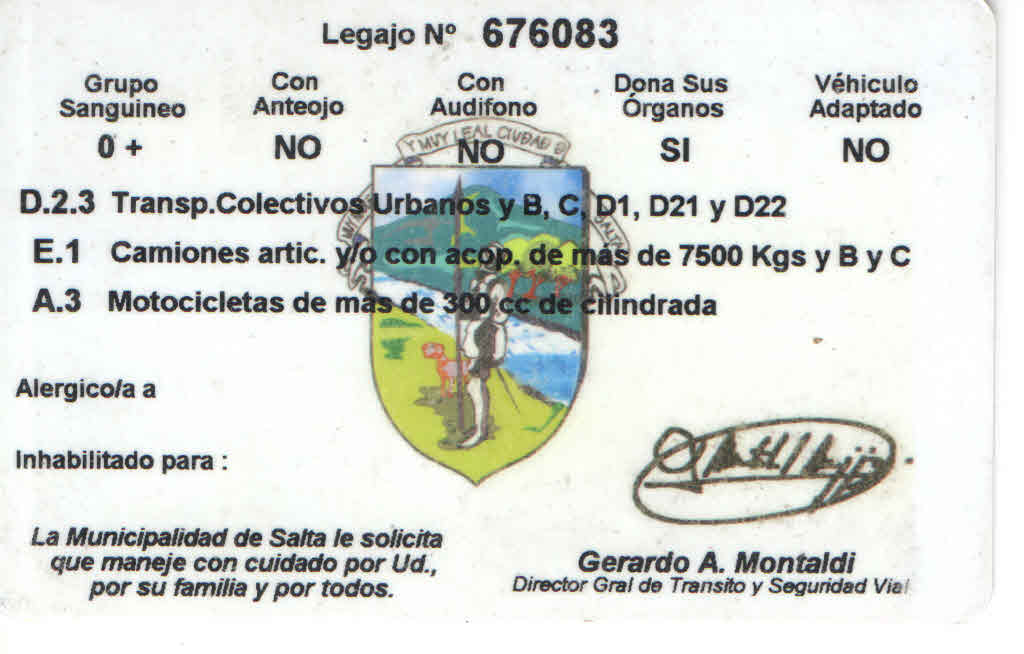 Legajo Nº 676083
Grupo Sanguineo
Con Anteojo
Con Audifono
Dona Sus Órganos
Véhiculo Adaptado
0 +
NO
NO
SI
NO
Y MUY LEAL CIUDAD D
SALTA
D.2.3 Transp.Colectivos Urbanos y B, C, D1, D21 y D22
E.1 Camiones artic. y/o con acop. de más de 7500 Kgs y B y C
A.3 Motocicletas de más de 300 cc de cilindrada
Alergico/a a
Inhabilitado para :
La Municipalidad de Salta le solicita
que maneje con cuidado por Ud.,
por su familia y por todos.
Gerardo A. Montaldi
Director Gral de Transito y Seguridad Vial